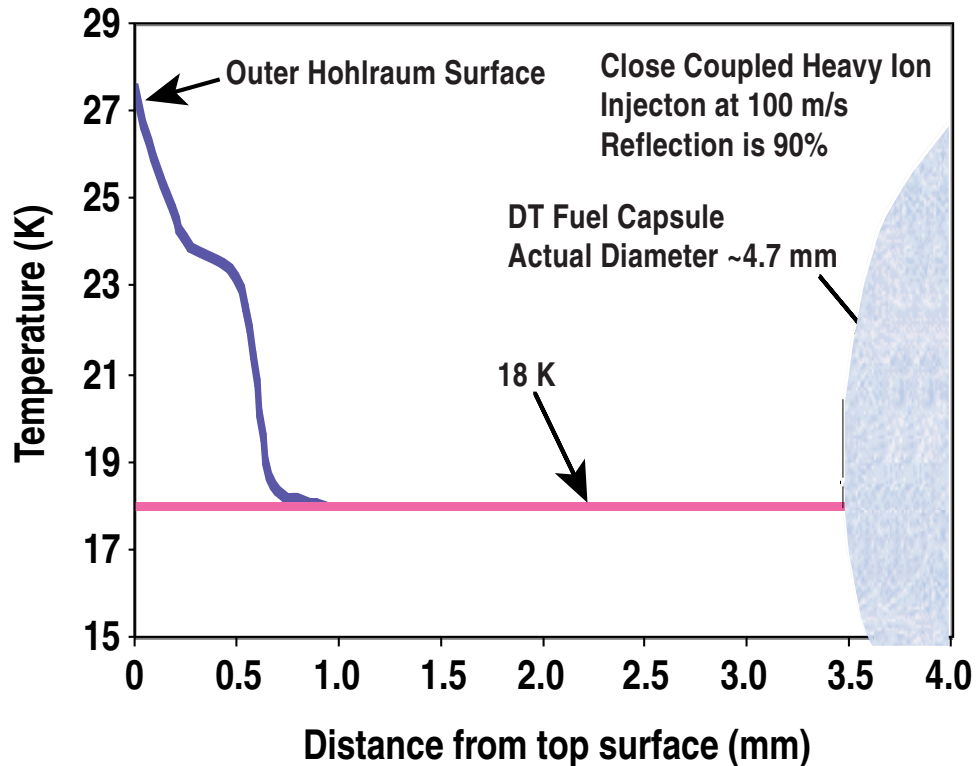 29
27
25
23
21
19
17
15
Temperature (K)
Outer Hohlraum Surface
Close Coupled Heavy Ion
Injecton at 100 m/s
Reflection is 90%
DT Fuel Capsule
Actual Diameter ~4.7 mm
18 K
0 0.5 1.0 1.5 2.0 2.5 3.0 3.5 4.0
Distance from top surface (mm)